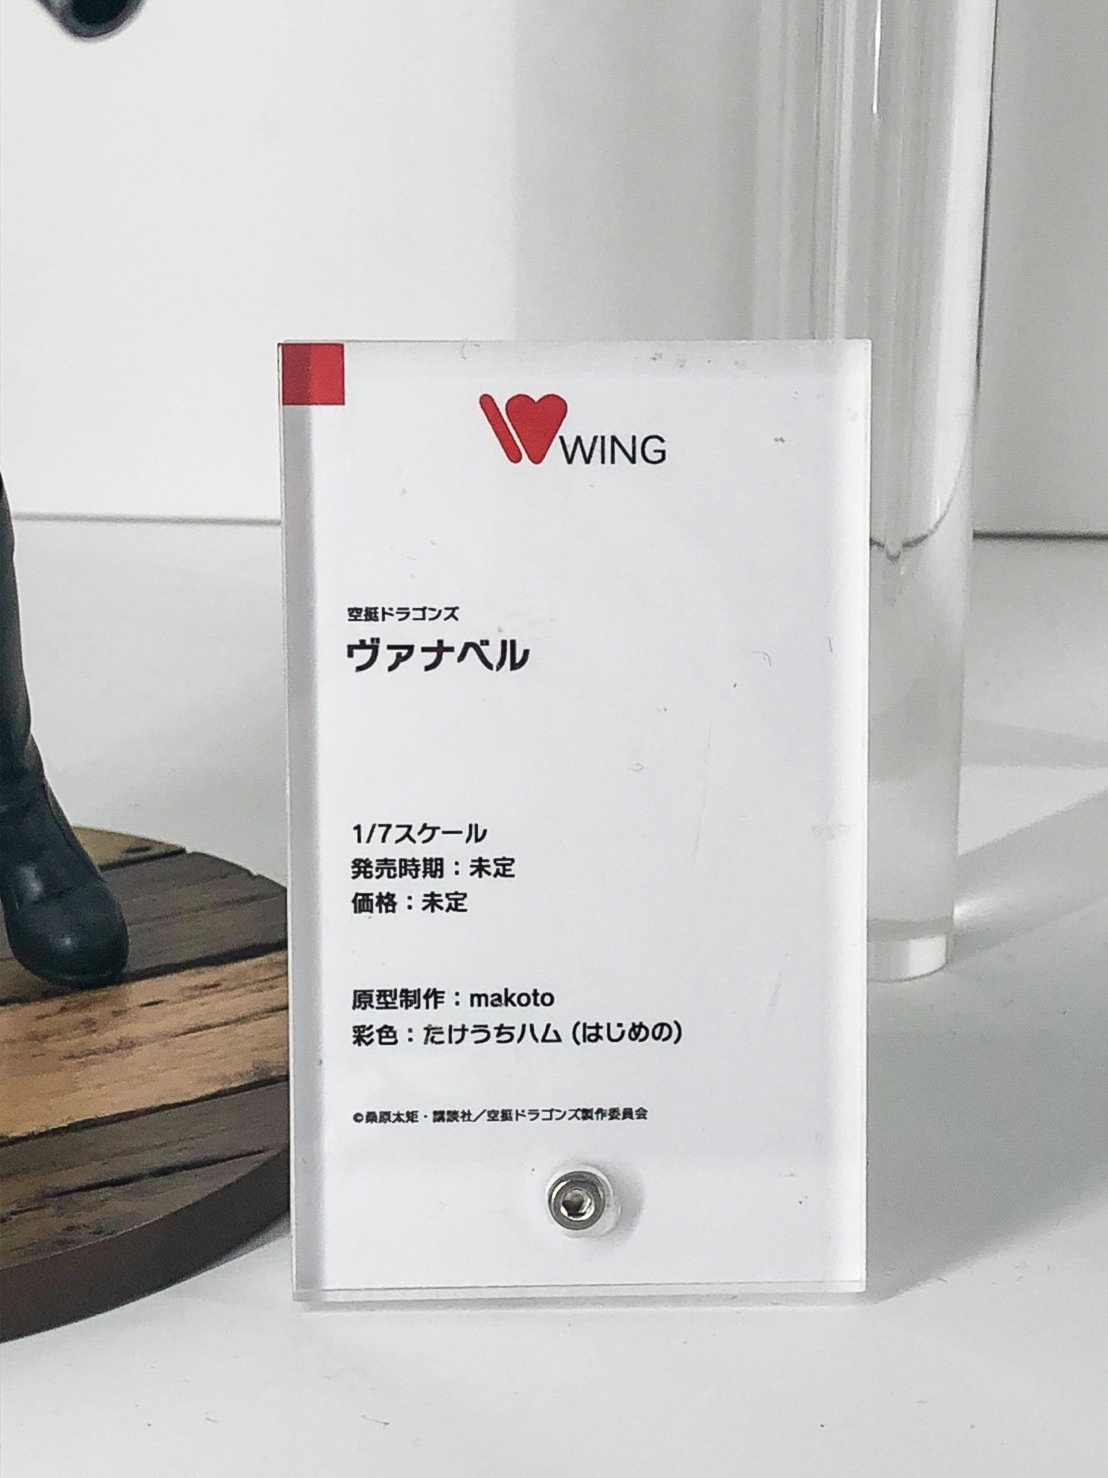 WING
空挺ドラゴンズ
ヴァナベル
1/7スケール
発売時期：未定
価格：未定
原型制作：makoto
彩色：たけうちハム (はじめの)
©桑原太矩・講談社／空挺ドラゴンズ製作委員会